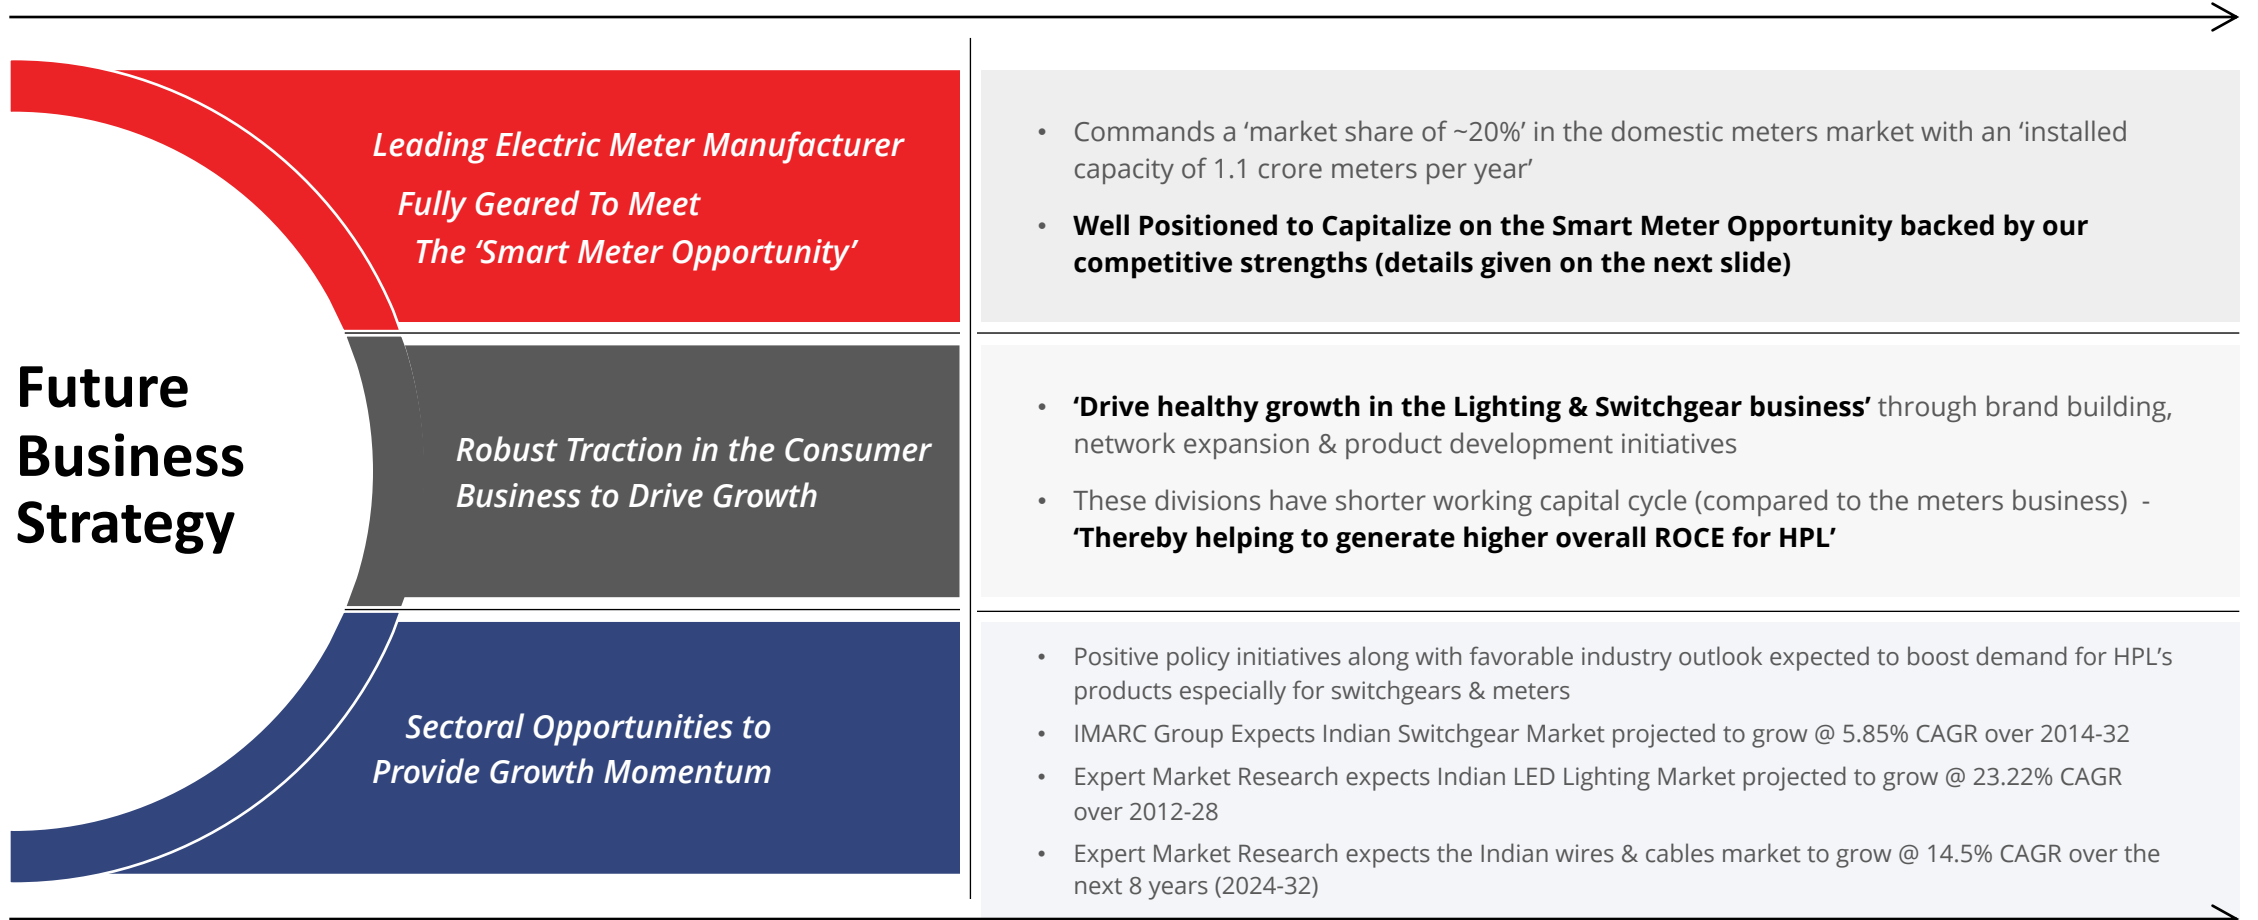 Future
Business
Strategy
Leading Electric Meter Manufacturer
Fully Geared To Meet
The ‘Smart Meter Opportunity’
• Commands a ‘market share of ~20%’ in the domestic meters market with an ‘installed
capacity of 1.1 crore meters per year’
• Well Positioned to Capitalize on the Smart Meter Opportunity backed by our
competitive strengths (details given on the next slide)
Robust Traction in the Consumer
Business to Drive Growth
• ‘Drive healthy growth in the Lighting & Switchgear business’ through brand building,
network expansion & product development initiatives
• These divisions have shorter working capital cycle (compared to the meters business) -
‘Thereby helping to generate higher overall ROCE for HPL’
Sectoral Opportunities to
Provide Growth Momentum
• Positive policy initiatives along with favorable industry outlook expected to boost demand for HPL’s
products especially for switchgears & meters
• IMARC Group Expects Indian Switchgear Market projected to grow @ 5.85% CAGR over 2014-32
• Expert Market Research expects Indian LED Lighting Market projected to grow @ 23.22% CAGR
over 2012-28
• Expert Market Research expects the Indian wires & cables market to grow @ 14.5% CAGR over the
next 8 years (2024-32)